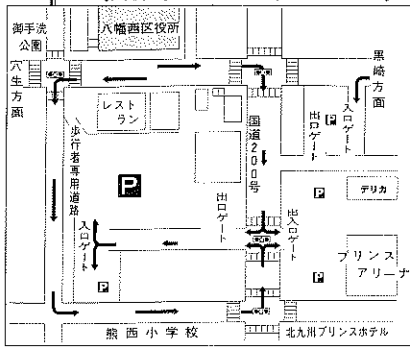 御手洗
公園
八幡西区役所
穴生方面
黒崎方面
レスト
ラン
歩行者専用道路
国道200号
出口ゲート
入口ゲート
P
P
デリカ
入口ゲート
出口ゲート
出入口ゲート
P
P
プリンス
アリーナ
熊西小学校
北九州プリンスホテル